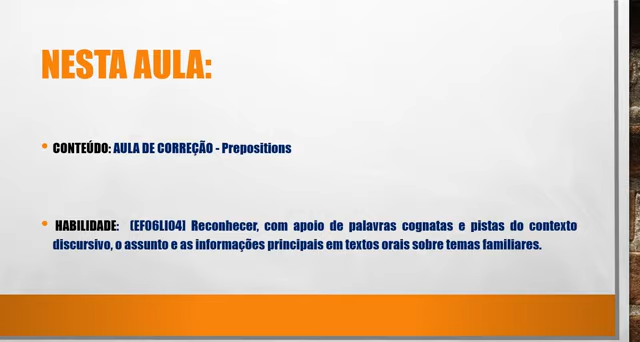 NESTA AULA:
• CONTEÚDO: AULA DE CORREÇÃO - Prepositions
• HABILIDADE: (EF06LI04) Reconhecer, com apoio de palavras cognatas e pistas do contexto
discursivo, o assunto e as informações principais em textos orais sobre temas familiares.